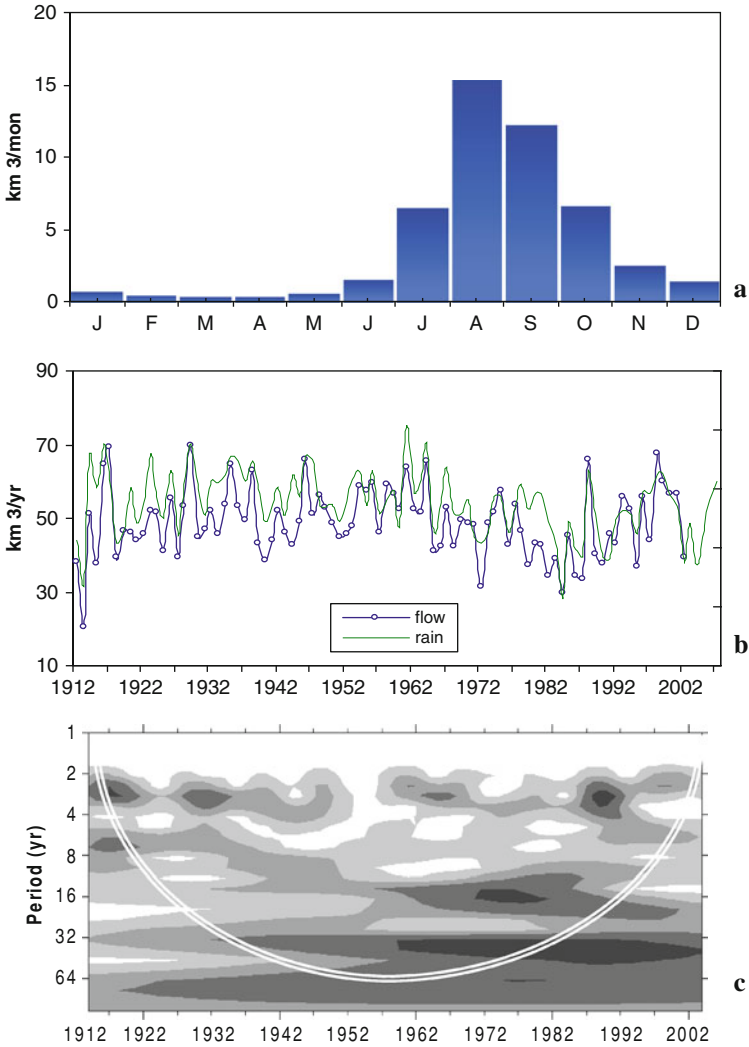 20
15
10
5
0
km 3/mon
J F M A M J J A S O N D
a
90
70
50
30
10
km 3/yr
flow
rain
1912 1922 1932 1942 1952 1962 1972 1982 1992 2002
b
1
2
4
8
16
32
64
Period (yr)
1912 1922 1932 1942 1952 1962 1972 1982 1992 2002
c